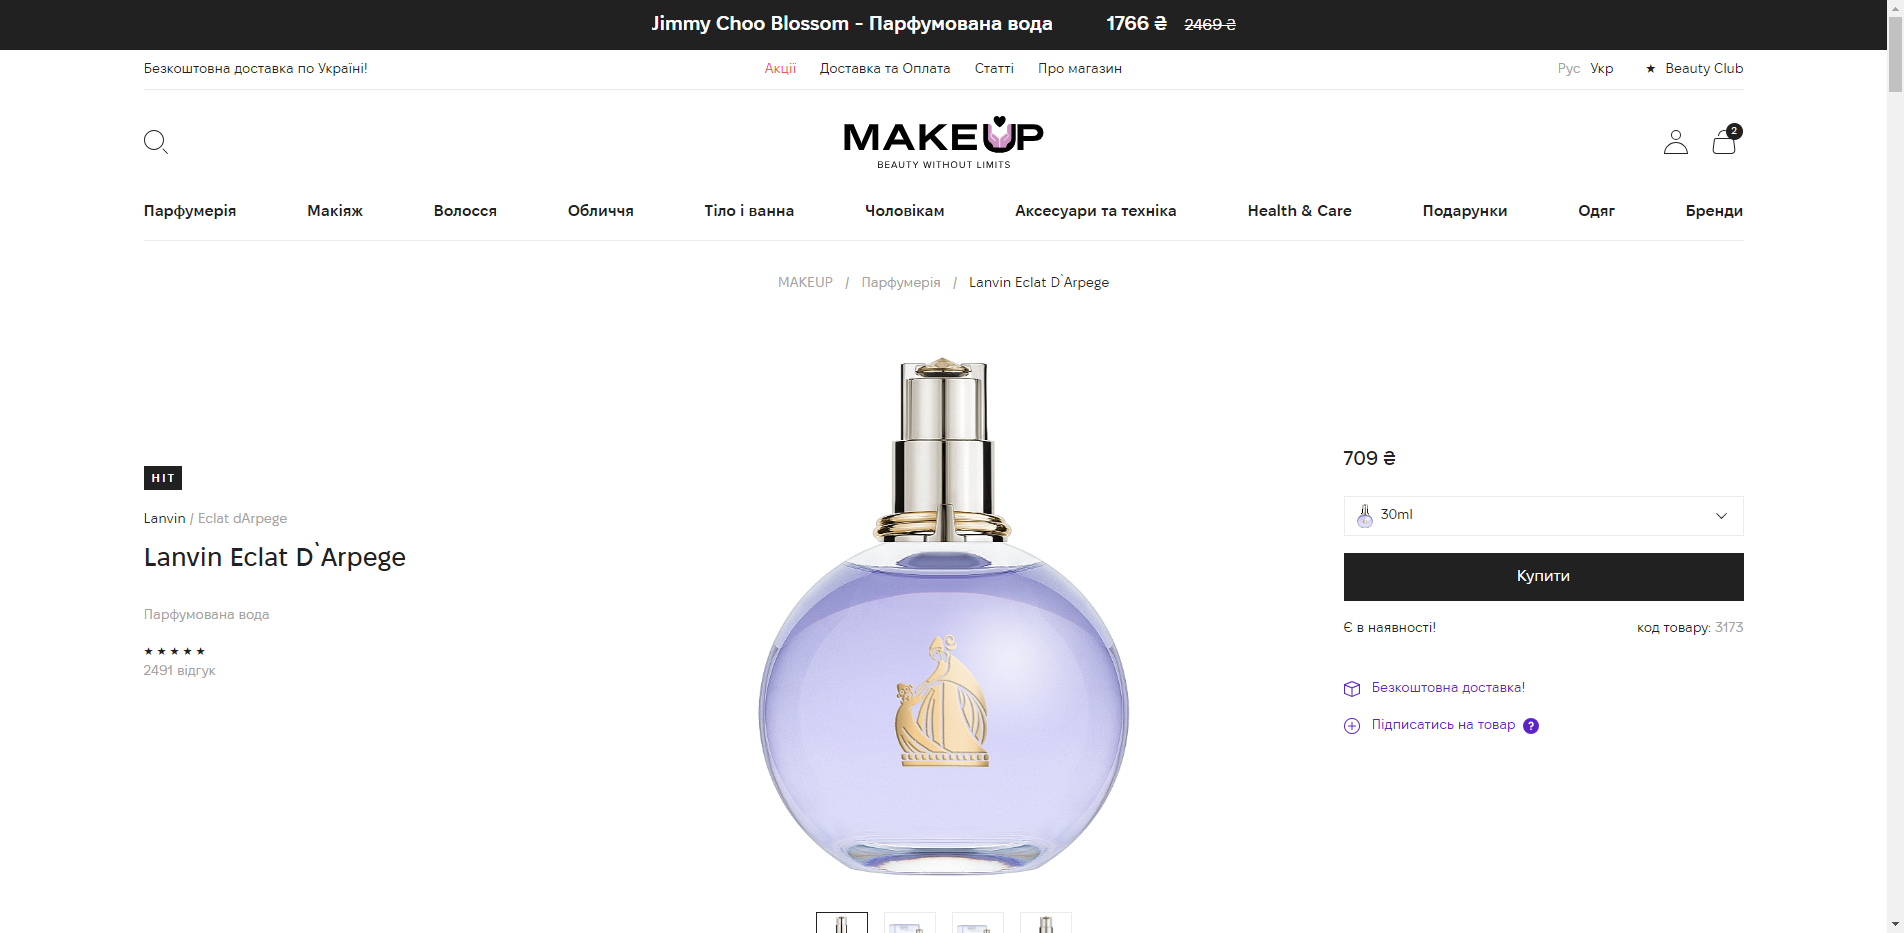 Jimmy Choo Blossom - Парфумована вода 1766 ₴ 2469 ₴
Безкоштовна доставка по Україні! Акції Доставка та Оплата Статті Про магазин Рус Укр ★ Beauty Club
MAKEUP
BEAUTY WITHOUT LIMITS
2
Парфумерія Макіяж Волосся Обличчя Тіло і ванна Чоловікам Аксесуари та техніка Health & Care Подарунки Одяг Бренди
MAKEUP / Парфумерія / Lanvin Eclat D`Arpege
HIT
Lanvin / Eclat dArpege
Lanvin Eclat D`Arpege
Парфумована вода
★ ★ ★ ★ ★
2491 відгук
709 ₴
30ml
Купити
Є в наявності! код товару: 3173
Безкоштовна доставка!
Підписатись на товар ?